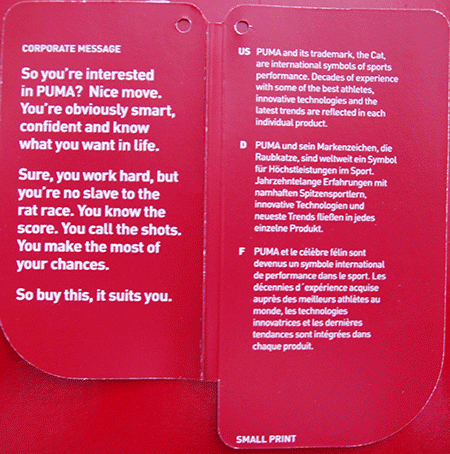 CORPORATE MESSAGE
So you're interested
in PUMA? Nice move.
You're obviously smart,
confident and know
what you want in life.
Sure, you work hard, but
you're no slave to the
rat race. You know the
score. You call the shots.
You make the most of
your chances.
So buy this, it suits you.
US PUMA and its trademark, the Cat,
are international symbols of sports
performance. Decades of experience
with some of the best athletes,
innovative technologies and the
latest trends are reflected in each
individual product.
D PUMA und sein Markenzeichen, die
Raubkatze, sind weltweit ein Symbol
für Höchstleistungen im Sport.
Jahrzehntelange Erfahrungen mit
namhaften Spitzensportlern,
innovative Technologien und
neueste Trends fließen in jedes
einzelne Produkt.
F PUMA et le célèbre félin sont
devenus un symbole international
de performance dans le sport. Les
décennies d´expérience acquise
auprès des meilleurs athlètes au
monde, les technologies
innovatrices et les dernières
tendances sont intégrées dans
chaque produit.
SMALL PRINT